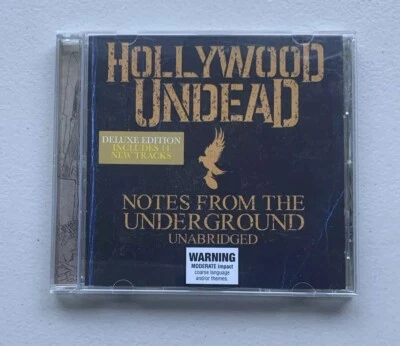 HOLLYWOOD
UNDEAD
DELUXE EDITION
INCLUDES 14
NEW TRACKS
NOTES FROM THE
UNDERGROUND
UNABRIDGED
WARNING
MODERATE impact
coarse language
and/or themes.